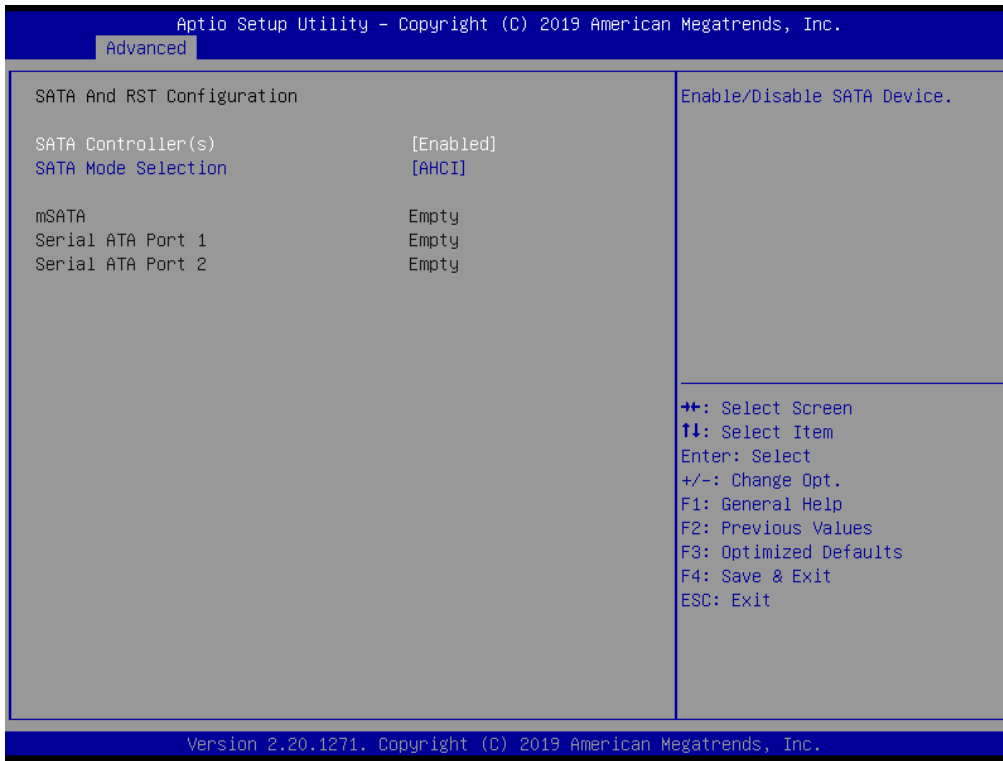 Aptio Setup Utility – Copyright (C) 2019 American Megatrends, Inc.
Advanced
SATA And RST Configuration
SATA Controller(s) [Enabled]
SATA Mode Selection [AHCI]
mSATA Empty
Serial ATA Port 1 Empty
Serial ATA Port 2 Empty
Enable/Disable SATA Device.
→←: Select Screen
↑↓: Select Item
Enter: Select
+/-: Change Opt.
F1: General Help
F2: Previous Values
F3: Optimized Defaults
F4: Save & Exit
ESC: Exit
Version 2.20.1271. Copyright (C) 2019 American Megatrends, Inc.